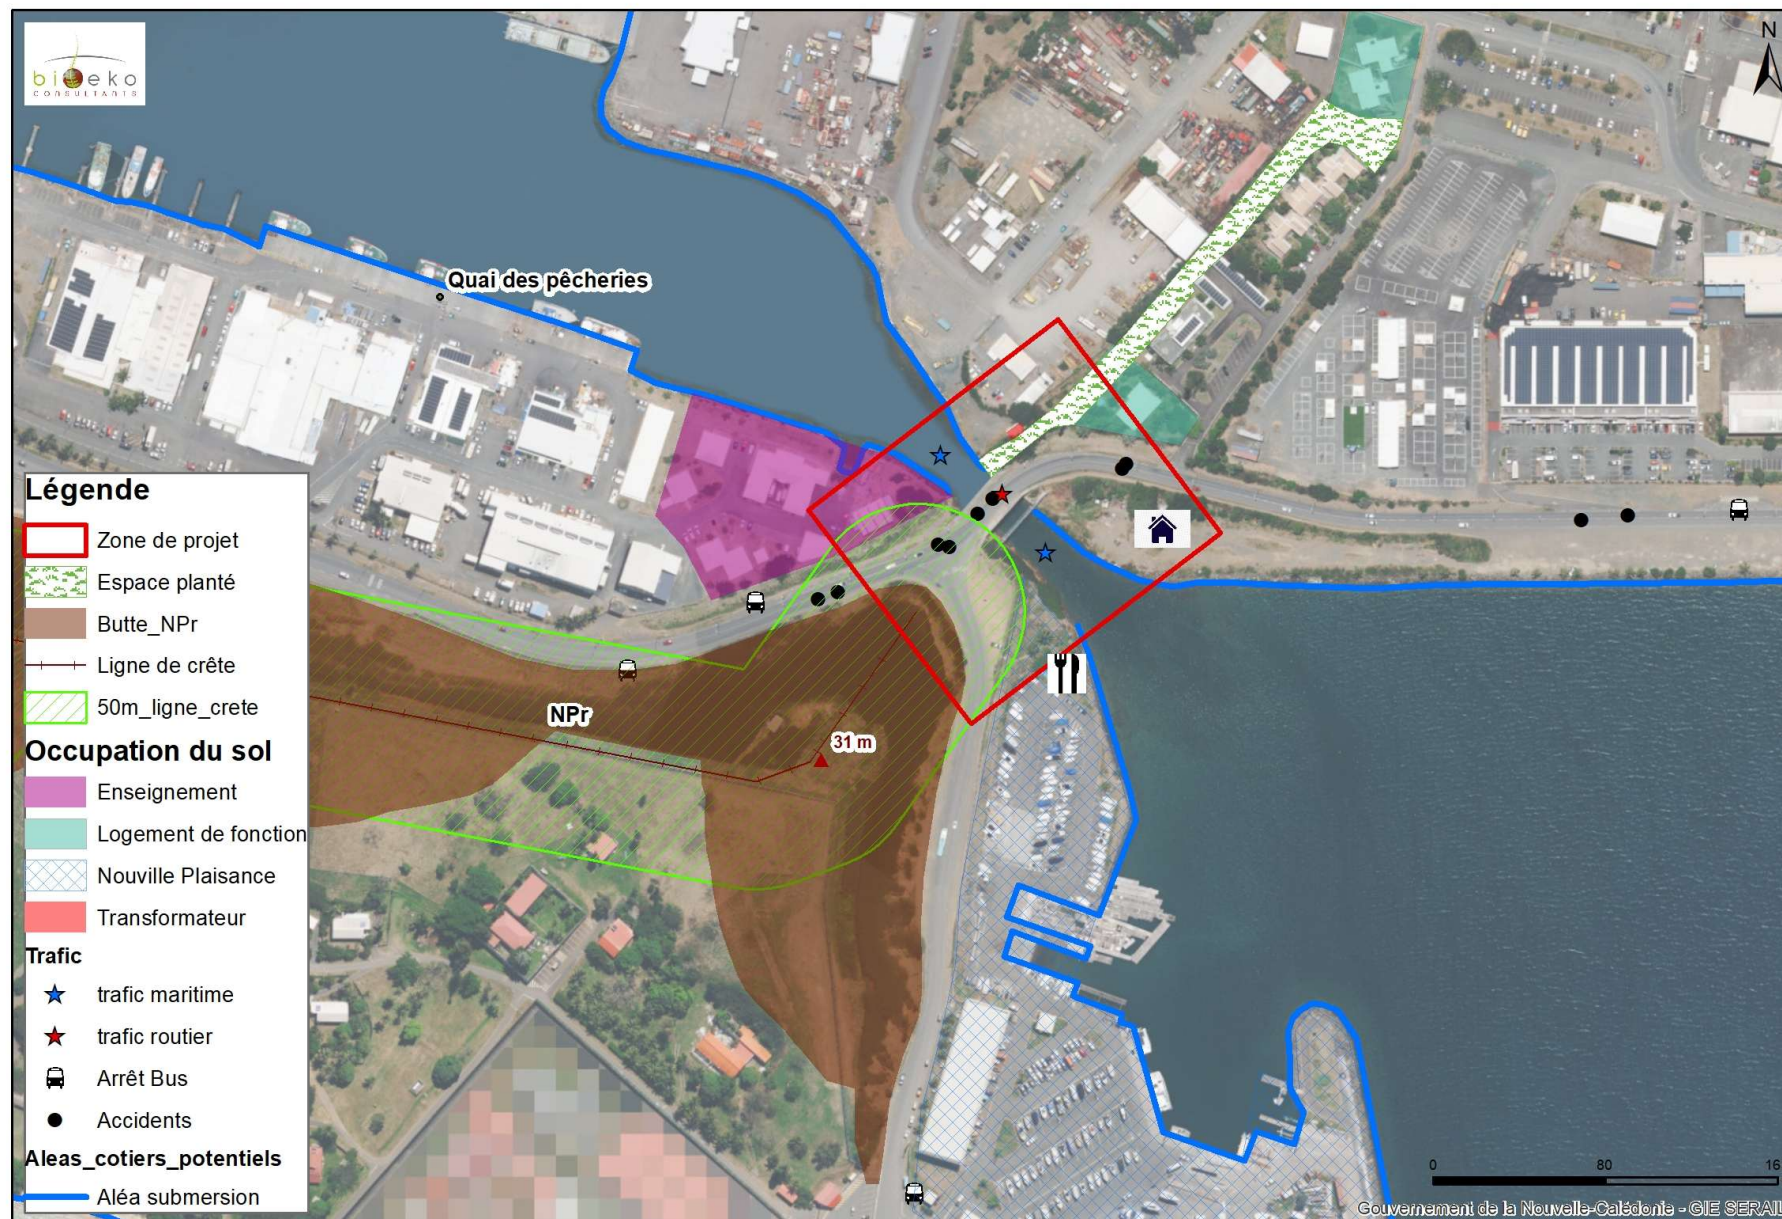 bioeko
CONSULTANTS
N
Quai des pêcheries
NPr
31 m
Légende
Zone de projet
Espace planté
Butte_NPr
Ligne de crête
50m_ligne_crete
Occupation du sol
Enseignement
Logement de fonction
Nouville Plaisance
Transformateur
Trafic
trafic maritime
trafic routier
Arrêt Bus
Accidents
Aleas_cotiers_potentiels
Aléa submersion
0 80 16
Gouvernement de la Nouvelle-Calédonie - GIE SERAIL